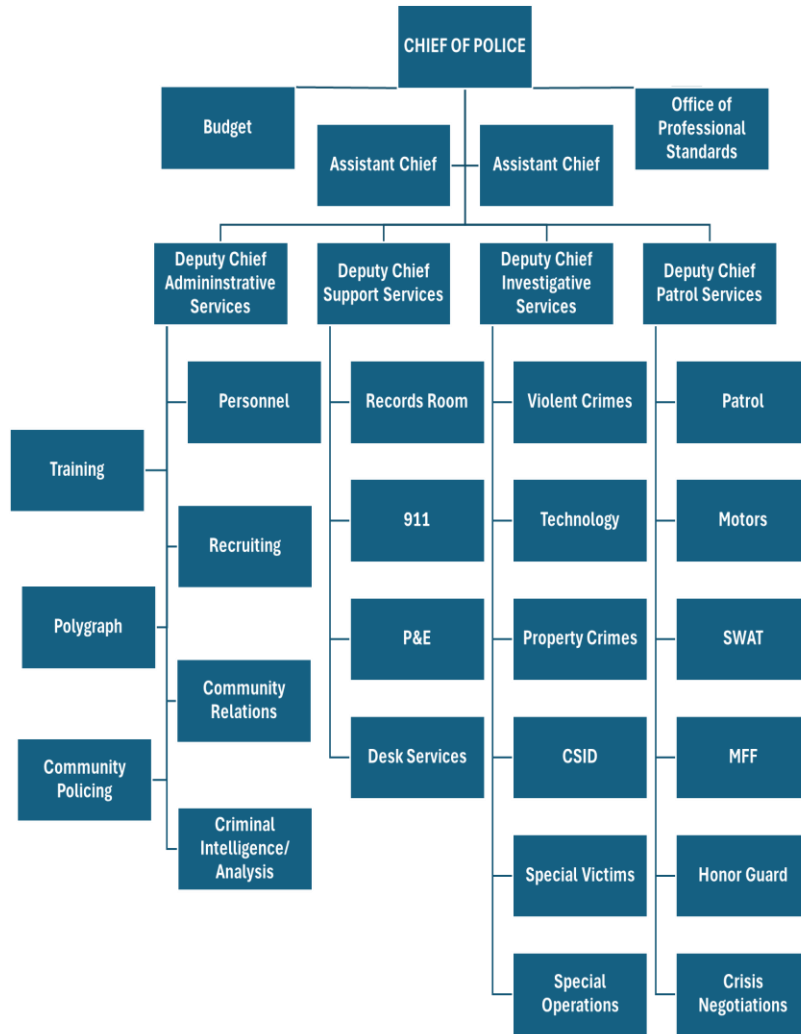 CHIEF OF POLICE
Budget
Office of
Professional
Standards
Assistant Chief
Assistant Chief
Deputy Chief
Admininstrative
Services
Deputy Chief
Support Services
Deputy Chief
Investigative
Services
Deputy Chief
Patrol Services
Personnel
Training
Recruiting
Polygraph
Community
Relations
Community
Policing
Criminal
Intelligence/
Analysis
Records Room
911
P&E
Desk Services
Violent Crimes
Technology
Property Crimes
CSID
Special Victims
Special
Operations
Patrol
Motors
SWAT
MFF
Honor Guard
Crisis
Negotiations